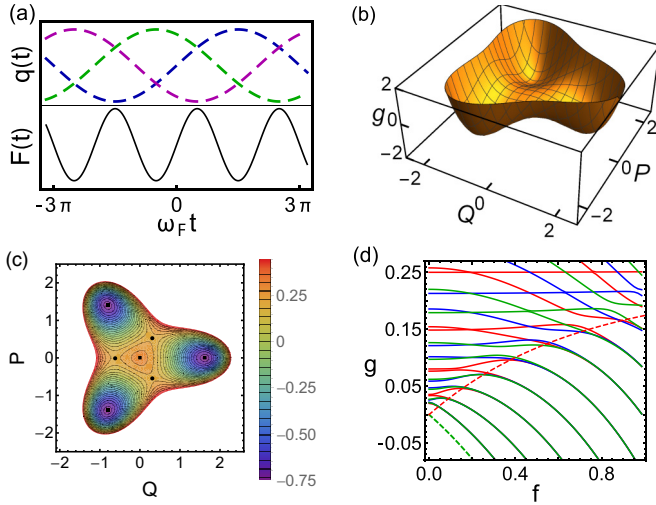 (a)
q(t)
F(t)
-3 π
0
3 π
ω_F t
(b)
2
g 0
−2
−2
Q 0
2
2
0 P
−2
(c)
2
1
P 0
−1
−2
−2 −1 0 1 2
Q
0.25
0
−0.25
−0.50
−0.75
(d)
0.25
0.15
g
0.05
-0.05
0.0 0.4 0.8
f